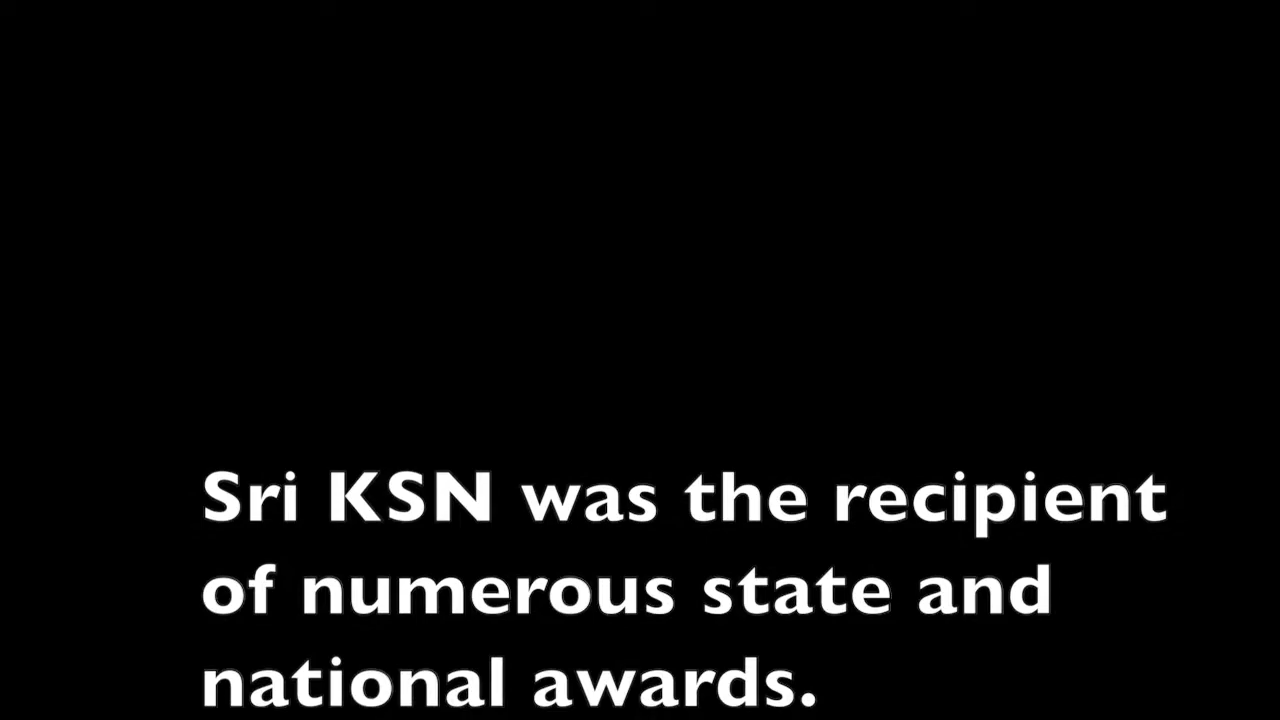 Sri KSN was the recipient
of numerous state and
national awards.